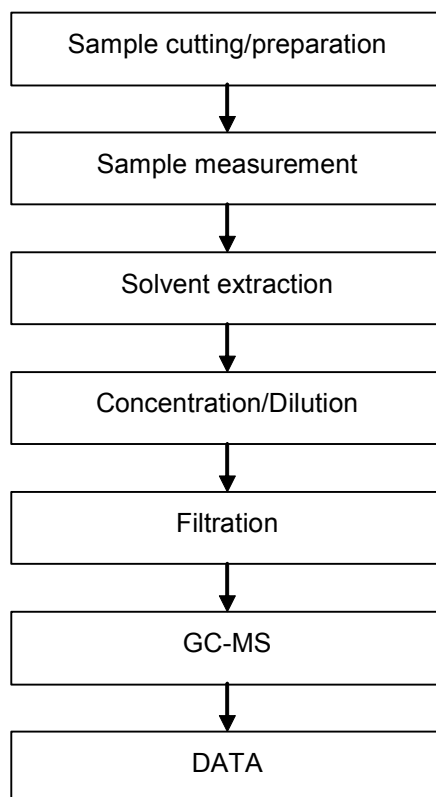 Sample cutting/preparation
Sample measurement
Solvent extraction
Concentration/Dilution
Filtration
GC-MS
DATA